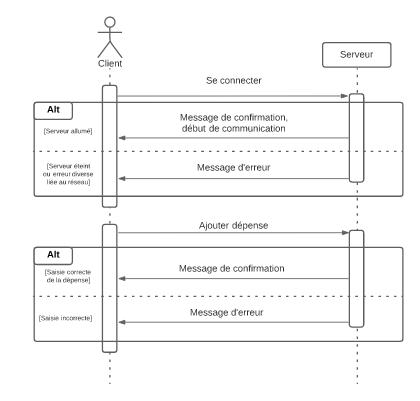 Client
Serveur
Se connecter
Alt
[Serveur allumé]
Message de confirmation,
début de communication
[Serveur éteint
ou erreur diverse
liée au réseau]
Message d'erreur
Ajouter dépense
Alt
[Saisie correcte
de la dépense]
Message de confirmation
[Saisie incorrecte]
Message d'erreur